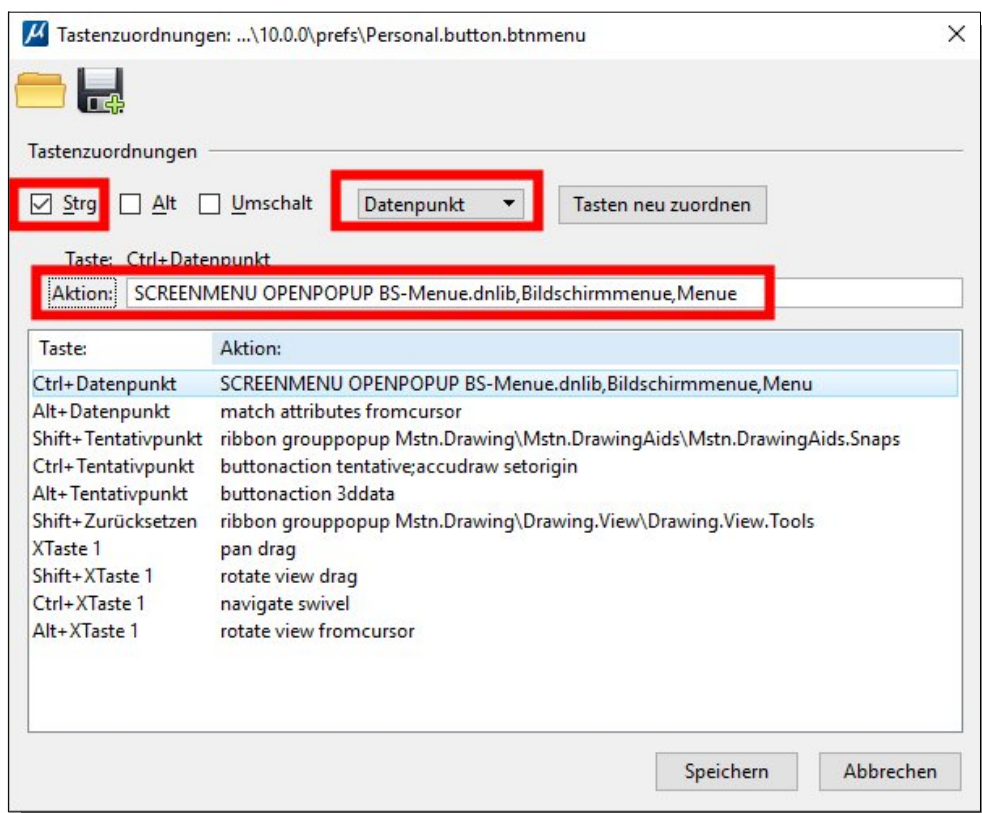 Tastenzuordnungen: ...\10.0.0\prefs\Personal.button.btnmenu
Tastenzuordnungen
Strg Alt Umschalt Datenpunkt Tasten neu zuordnen
Taste: Ctrl+Datenpunkt
Aktion: SCREENMENU OPENPOPUP BS-Menue.dnlib,Bildschirmmenue,Menue
Taste: Aktion:
Ctrl+Datenpunkt SCREENMENU OPENPOPUP BS-Menue.dnlib,Bildschirmmenue,Menu
Alt+Datenpunkt match attributes fromcursor
Shift+Tentativpunkt ribbon grouppopup Mstn.Drawing\Mstn.DrawingAids\Mstn.DrawingAids.Snaps
Ctrl+Tentativpunkt buttonaction tentative;accudraw setorigin
Alt+Tentativpunkt buttonaction 3ddata
Shift+Zurücksetzen ribbon grouppopup Mstn.Drawing\Drawing.View\Drawing.View.Tools
XTaste 1 pan drag
Shift+XTaste 1 rotate view drag
Ctrl+XTaste 1 navigate swivel
Alt+XTaste 1 rotate view fromcursor
Speichern Abbrechen